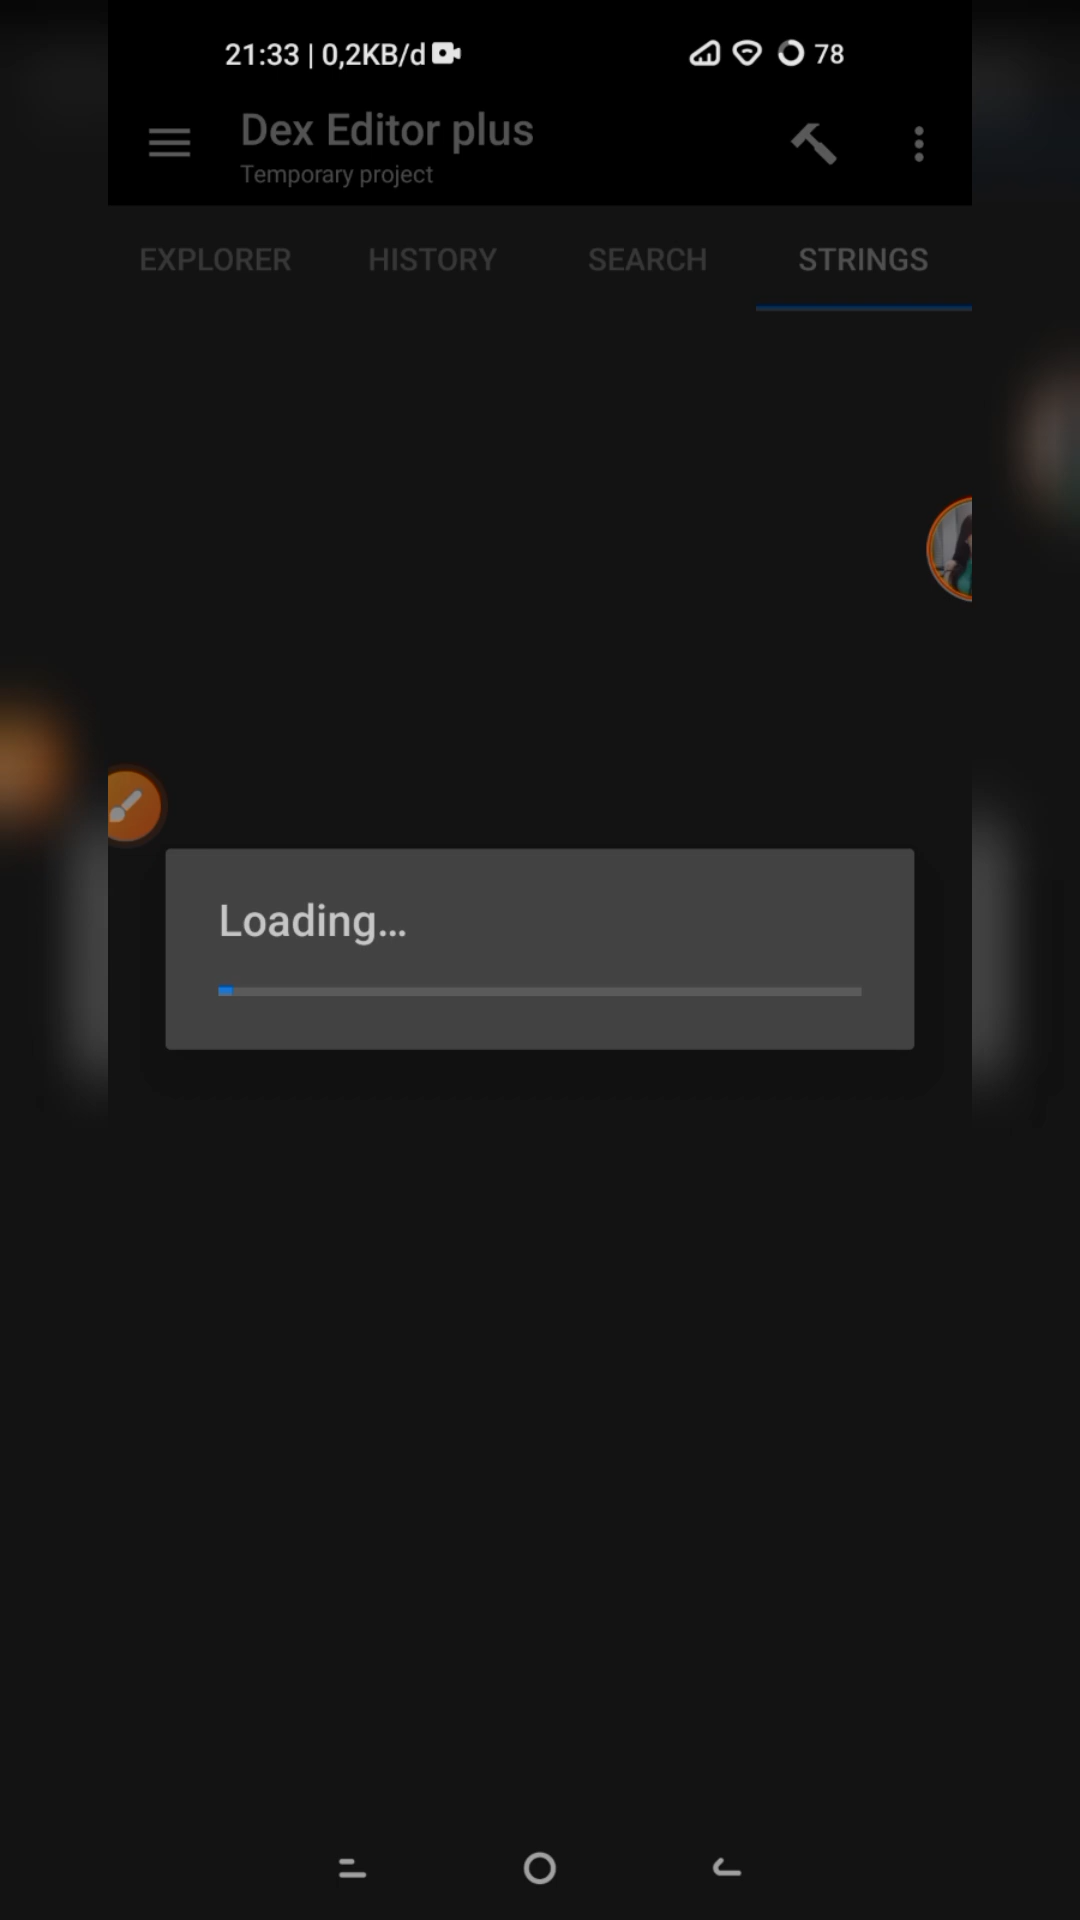 21:33 | 0,2KB/d
78
Dex Editor plus
Temporary project
EXPLORER HISTORY SEARCH STRINGS
Loading...